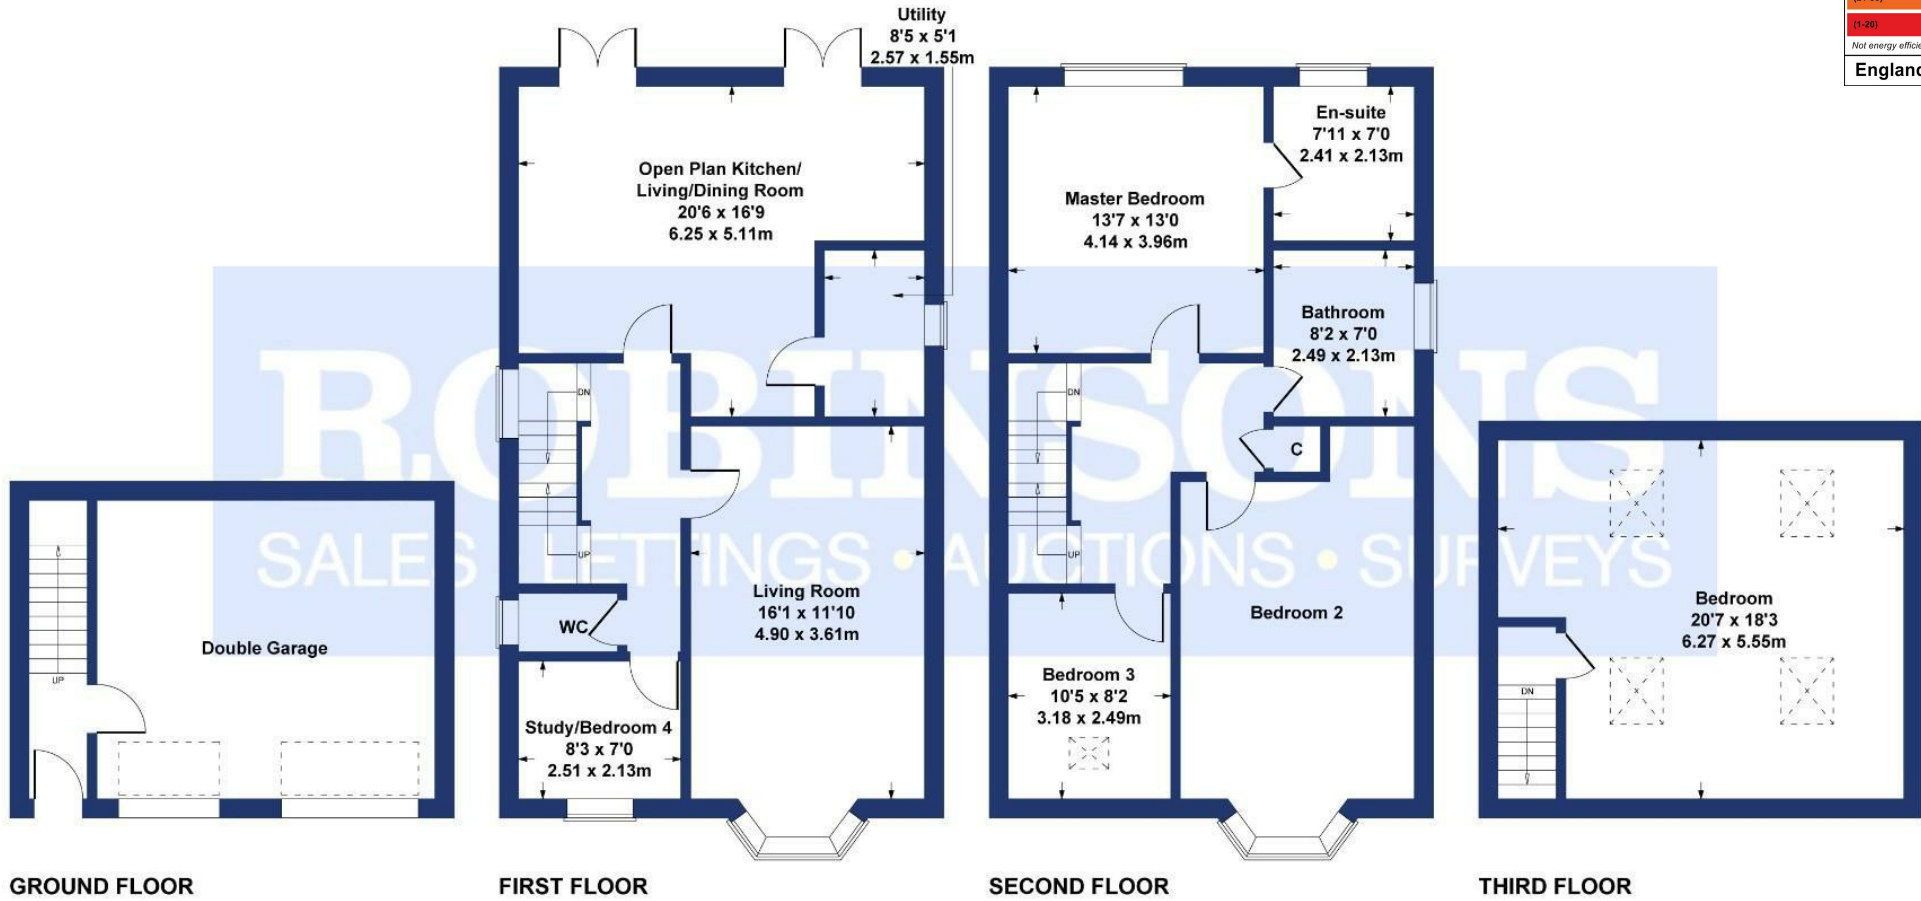 (1-20)
Not energy efficie
England
Utility
8'5 x 5'1
2.57 x 1.55m
Open Plan Kitchen/
Living/Dining Room
20'6 x 16'9
6.25 x 5.11m
En-suite
7'11 x 7'0
2.41 x 2.13m
Master Bedroom
13'7 x 13'0
4.14 x 3.96m
Bathroom
8'2 x 7'0
2.49 x 2.13m
ROBINSONS
SALES LETTINGS • AUCTIONS • SURVEYS
DN
DN
C
UP
UP
Double Garage
UP
WC
Living Room
16'1 x 11'10
4.90 x 3.61m
Study/Bedroom 4
8'3 x 7'0
2.51 x 2.13m
Bedroom 2
Bedroom 3
10'5 x 8'2
3.18 x 2.49m
Bedroom
20'7 x 18'3
6.27 x 5.55m
DN
GROUND FLOOR
FIRST FLOOR
SECOND FLOOR
THIRD FLOOR